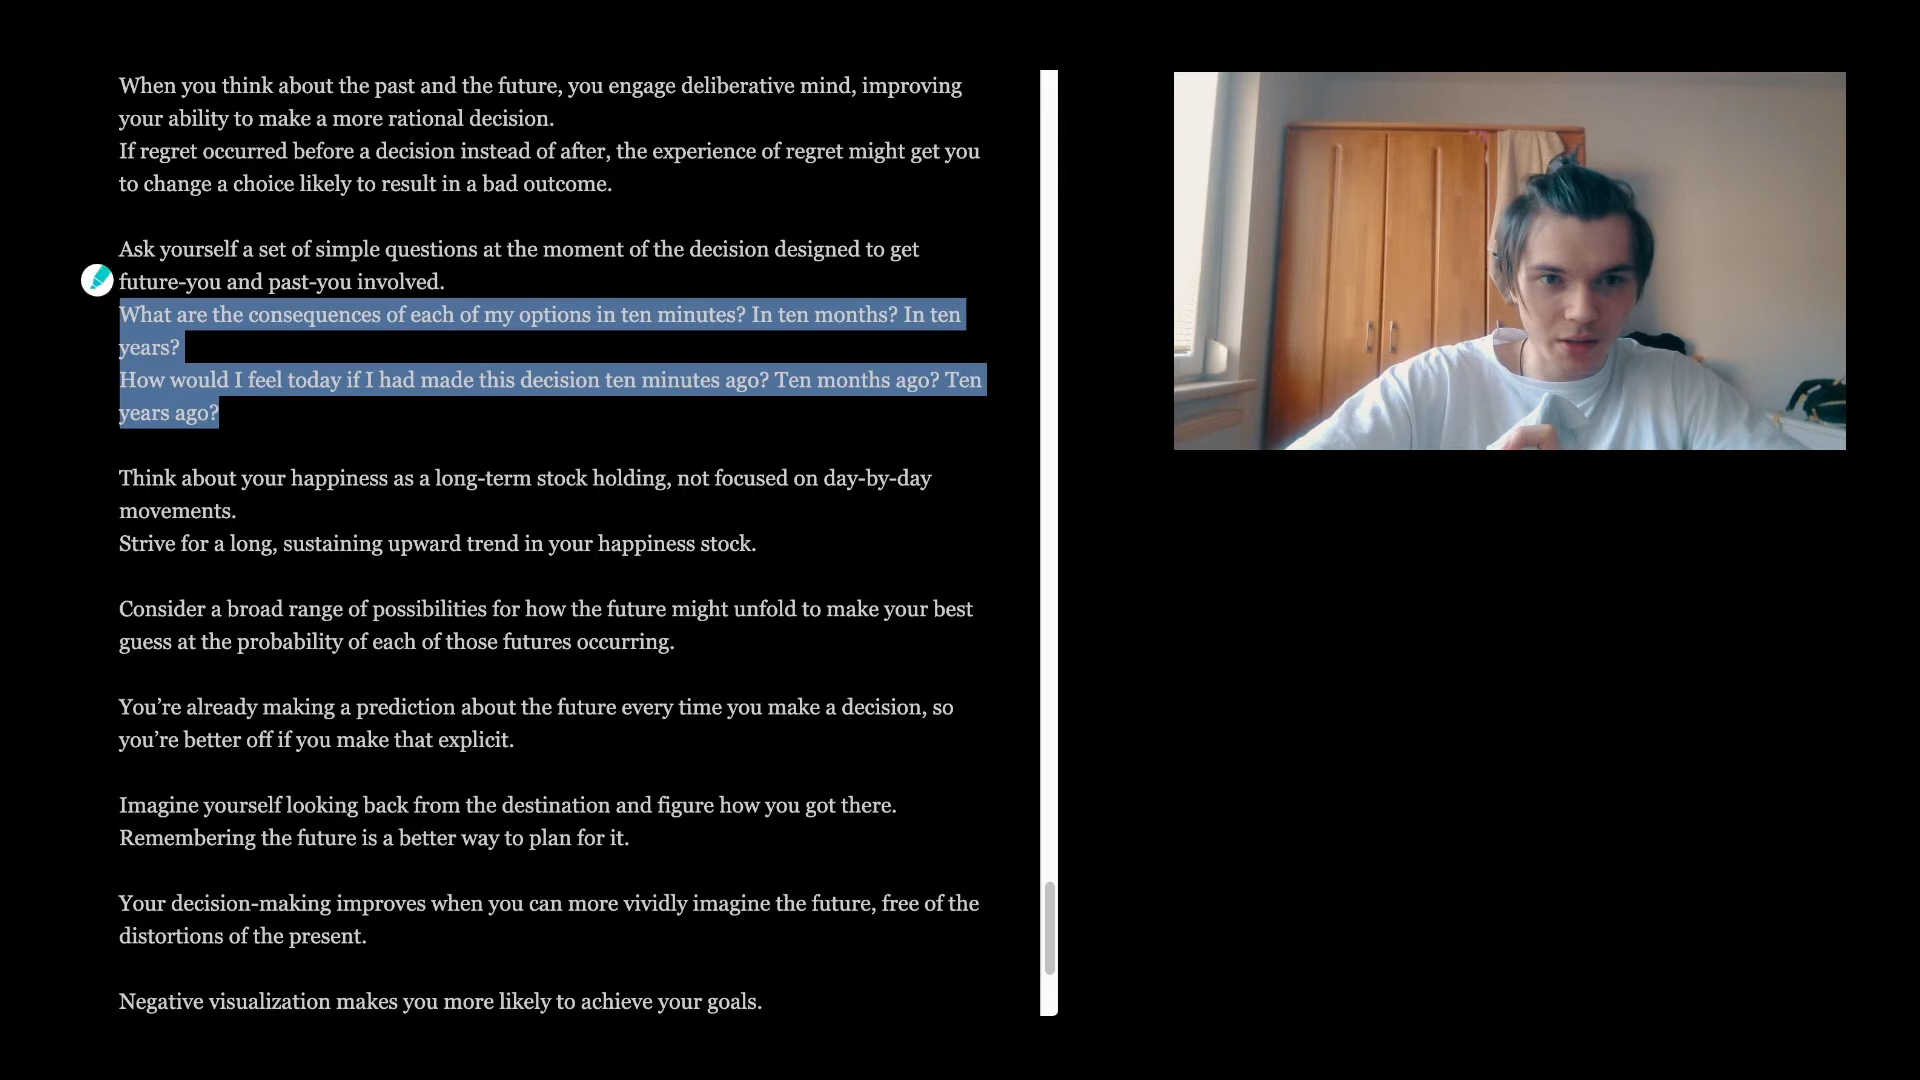 When you think about the past and the future, you engage deliberative mind, improving
your ability to make a more rational decision.
If regret occurred before a decision instead of after, the experience of regret might get you
to change a choice likely to result in a bad outcome.
Ask yourself a set of simple questions at the moment of the decision designed to get
future-you and past-you involved.
What are the consequences of each of my options in ten minutes? In ten months? In ten
years?
How would I feel today if I had made this decision ten minutes ago? Ten months ago? Ten
years ago?
Think about your happiness as a long-term stock holding, not focused on day-by-day
movements.
Strive for a long, sustaining upward trend in your happiness stock.
Consider a broad range of possibilities for how the future might unfold to make your best
guess at the probability of each of those futures occurring.
You’re already making a prediction about the future every time you make a decision, so
you’re better off if you make that explicit.
Imagine yourself looking back from the destination and figure how you got there.
Remembering the future is a better way to plan for it.
Your decision-making improves when you can more vividly imagine the future, free of the
distortions of the present.
Negative visualization makes you more likely to achieve your goals.